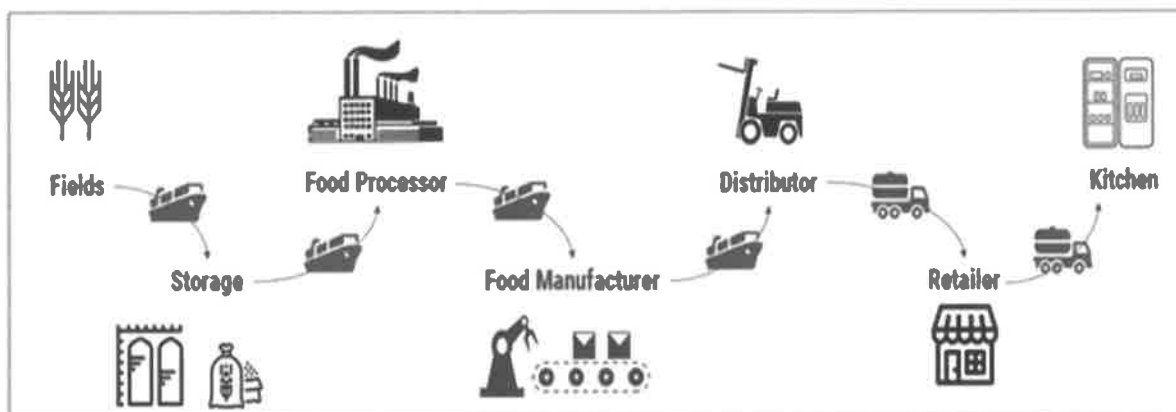 Fields
Storage
Food Processor
Food Manufacturer
Distributor
Retailer
Kitchen